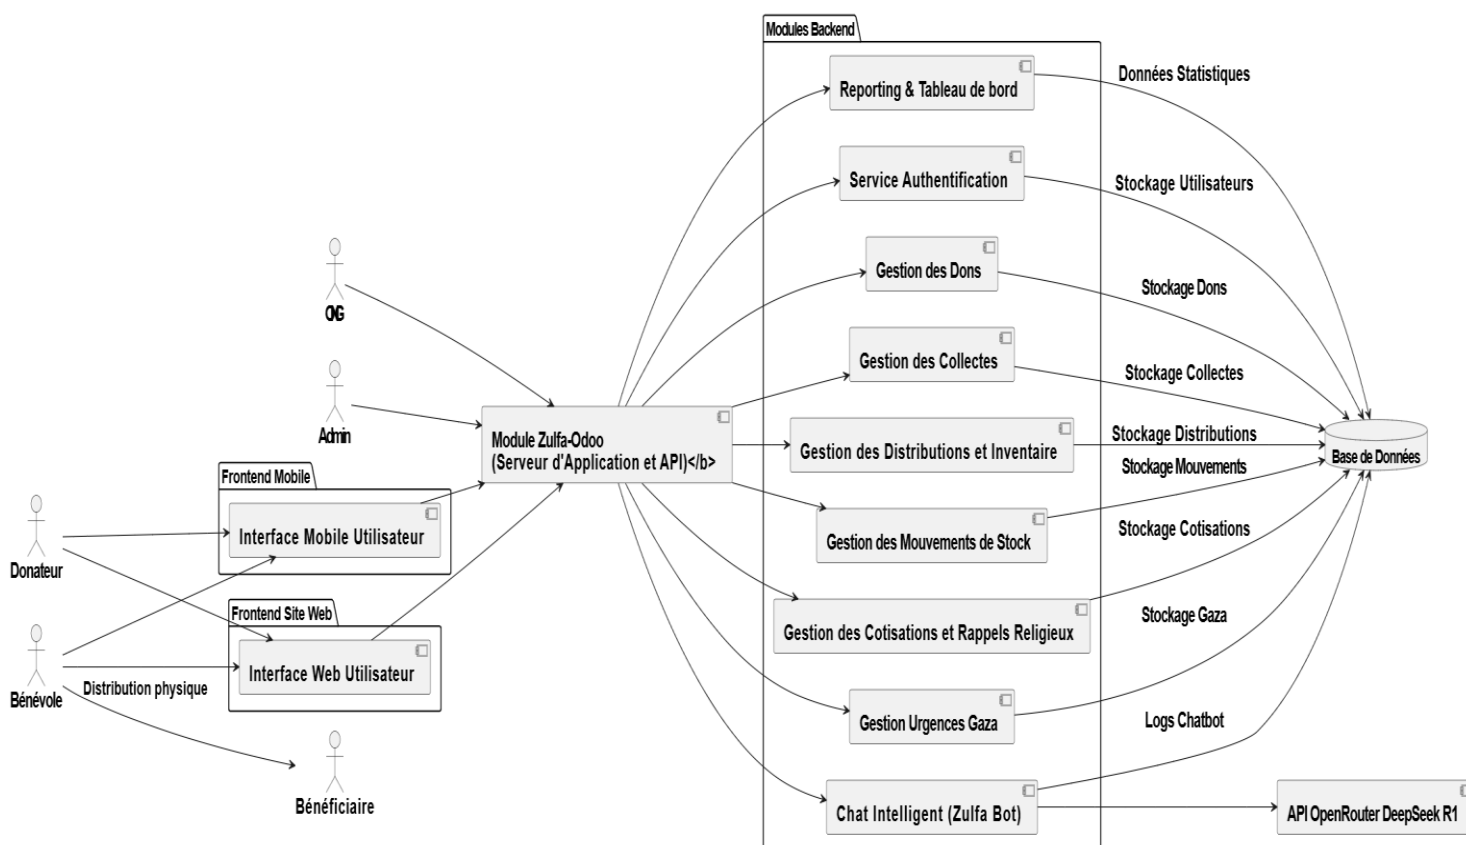 Modules Backend
Reporting & Tableau de bord
Données Statistiques
Service Authentification
Stockage Utilisateurs
Gestion des Dons
Stockage Dons
ONG
Gestion des Collectes
Stockage Collectes
Admin
Module Zulfa-Odoo
(Serveur d'Application et API)</b>
Gestion des Distributions et Inventaire
Stockage Distributions
Base de Données
Stockage Mouvements
Frontend Mobile
Interface Mobile Utilisateur
Gestion des Mouvements de Stock
Stockage Cotisations
Donateur
Frontend Site Web
Interface Web Utilisateur
Gestion des Cotisations et Rappels Religieux
Stockage Gaza
Bénévole
Distribution physique
Gestion Urgences Gaza
Logs Chatbot
Bénéficiaire
Chat Intelligent (Zulfa Bot)
API OpenRouter DeepSeek R1